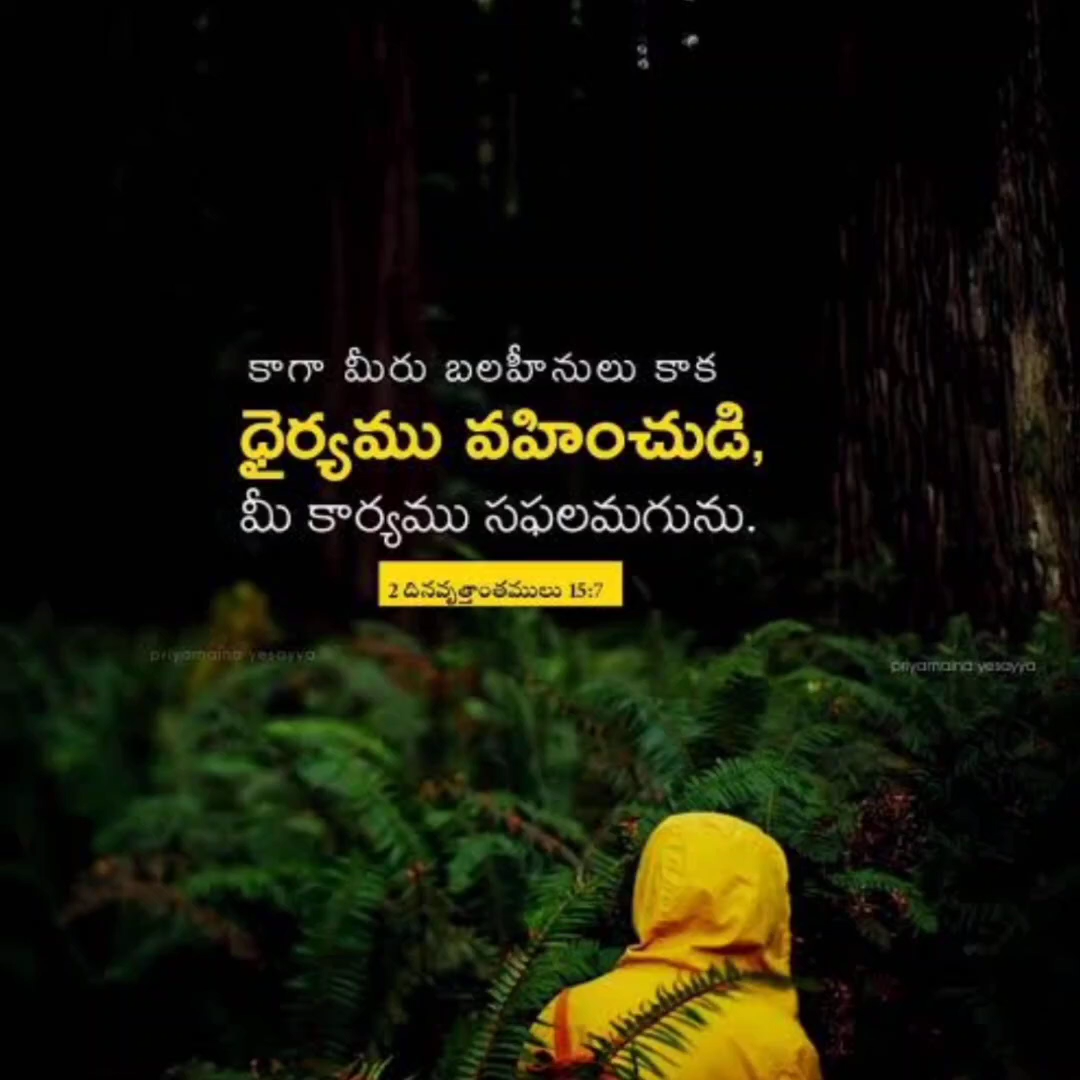 కాగా మీరు బలహీనులు కాక
ధైర్యము వహించుడి,
మీ కార్యము సఫలమగును.
2 దినవృత్తాంతములు 15:7
priyamaina yesayya
priyamaina yesayya